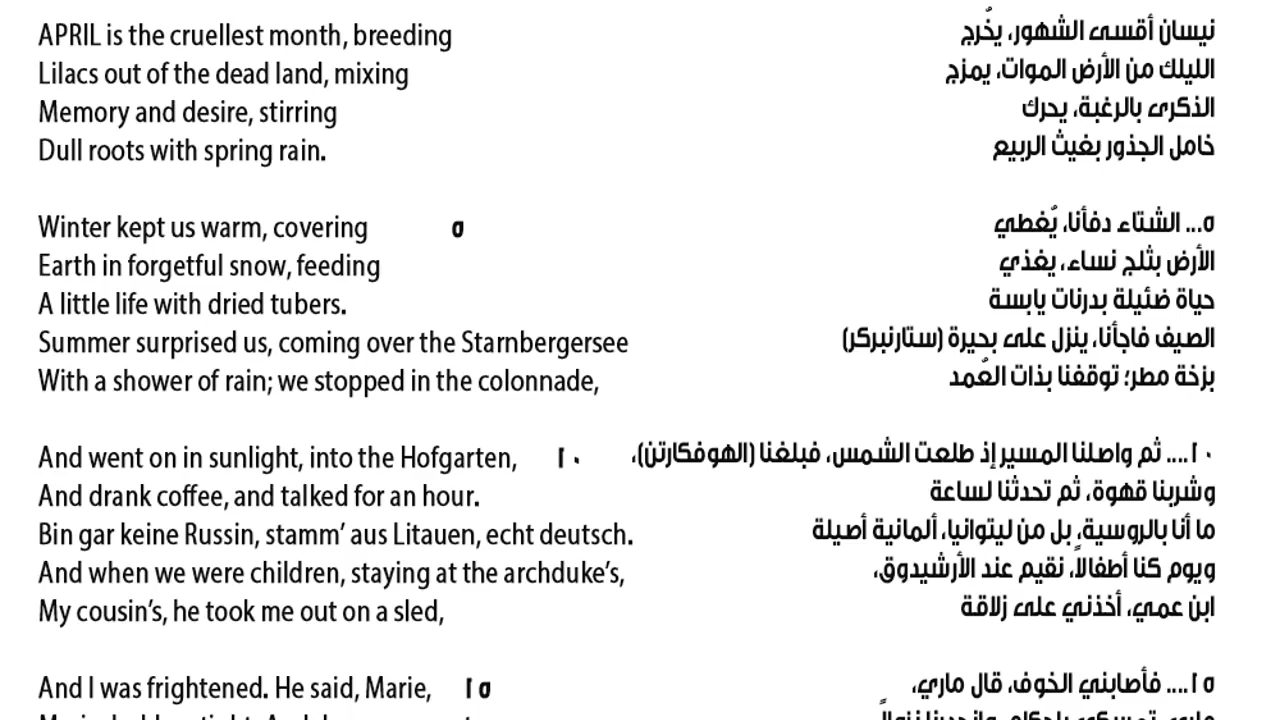 APRIL is the cruellest month, breeding
Lilacs out of the dead land, mixing
Memory and desire, stirring
Dull roots with spring rain.
Winter kept us warm, covering ٥
Earth in forgetful snow, feeding
A little life with dried tubers.
Summer surprised us, coming over the Starnbergersee
With a shower of rain; we stopped in the colonnade,
And went on in sunlight, into the Hofgarten, ١٠
And drank coffee, and talked for an hour.
Bin gar keine Russin, stamm’ aus Litauen, echt deutsch.
And when we were children, staying at the archduke’s,
My cousin’s, he took me out on a sled,
And I was frightened. He said, Marie, ١٥
نيسان أقسى الشهور، يخُرج
الليلك من الأرض الموات، يمزج
الذكرى بالرغبة، يحرك
خامل الجذور بغيث الربيع
٥... الشتاء دفأنا، يُغطي
الأرض بثلج نساء، يغذي
حياة ضئيلة بدرنات يابسة
الصيف فاجأنا، ينزل على بحيرة (ستارنبركر)
بزخة مطر؛ توقفنا بذات العُمد
١٠.... ثم واصلنا المسير إذ طلعت الشمس، فبلغنا (الهوفكارتن)،
وشربنا قهوة، ثم تحدثنا لساعة
ما أنا بالروسية، بل من ليتوانيا، ألمانية أصيلة
ويوم كنا أطفالاً، نقيم عند الأرشيدوق،
ابن عمي، أخذني على زلاقة
١٥.... فأصابني الخوف، قال ماري،